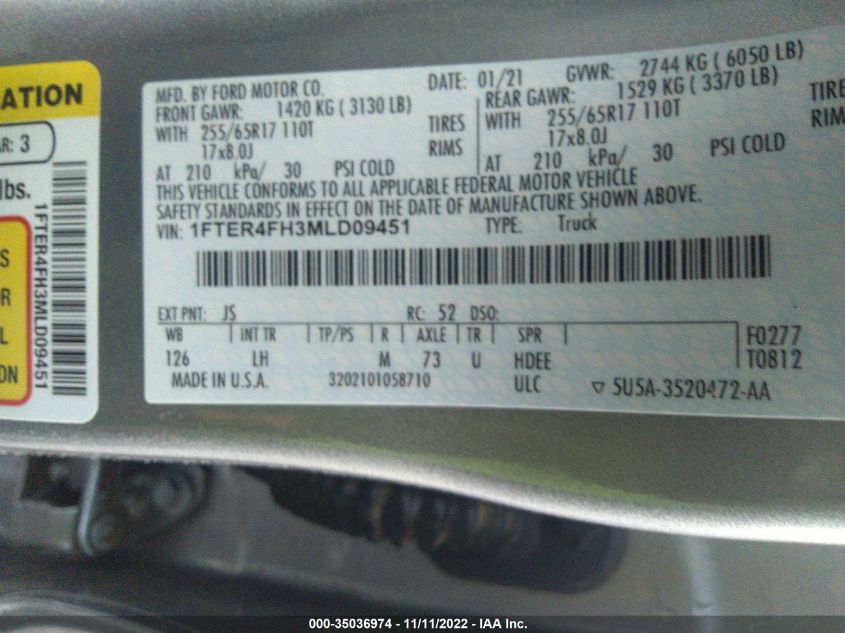 ATION
AR: 3
lbs.
S
OR
L
ON
1FTER4FH3MLD09451
MFD. BY FORD MOTOR CO.
DATE: 01/21 GVWR: 2744 KG ( 6050 LB)
FRONT GAWR: 1420 KG ( 3130 LB)
WITH 255/65R17 110T TIRES
17x8.0J RIMS
AT 210 kPa/ 30 PSI COLD
REAR GAWR: 1529 KG ( 3370 LB)
WITH 255/65R17 110T TIRE
17x8.0J RIM
AT 210 kPa/ 30 PSI COLD
THIS VEHICLE CONFORMS TO ALL APPLICABLE FEDERAL MOTOR VEHICLE
SAFETY STANDARDS IN EFFECT ON THE DATE OF MANUFACTURE SHOWN ABOVE.
VIN: 1FTER4FH3MLD09451 TYPE: Truck
EXT PNT: JS RC: 52 DSO:
WB INT TR TP/PS R AXLE TR SPR F0277
126 LH M 73 U HDEE T0812
MADE IN U.S.A. 3202101058710 ULC 5U5A-3520472-AA
000-35036974 - 11/11/2022 - IAA Inc.